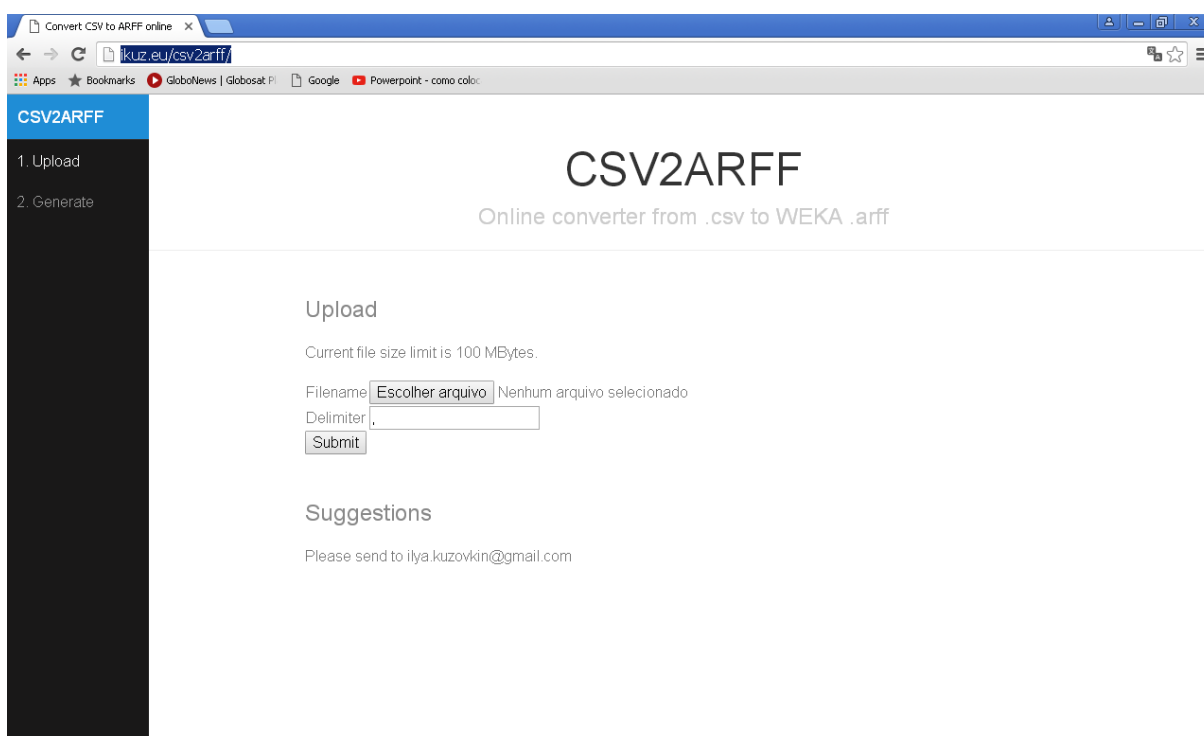 Convert CSV to ARFF online
ikuz.eu/csv2arff/
Apps Bookmarks GloboNews | Globosat Pl Google Powerpoint - como coloc
CSV2ARFF
1. Upload
2. Generate
CSV2ARFF
Online converter from .csv to WEKA .arff
Upload
Current file size limit is 100 MBytes.
Filename Escolher arquivo Nenhum arquivo selecionado
Delimiter ,
Submit
Suggestions
Please send to ilya.kuzovkin@gmail.com